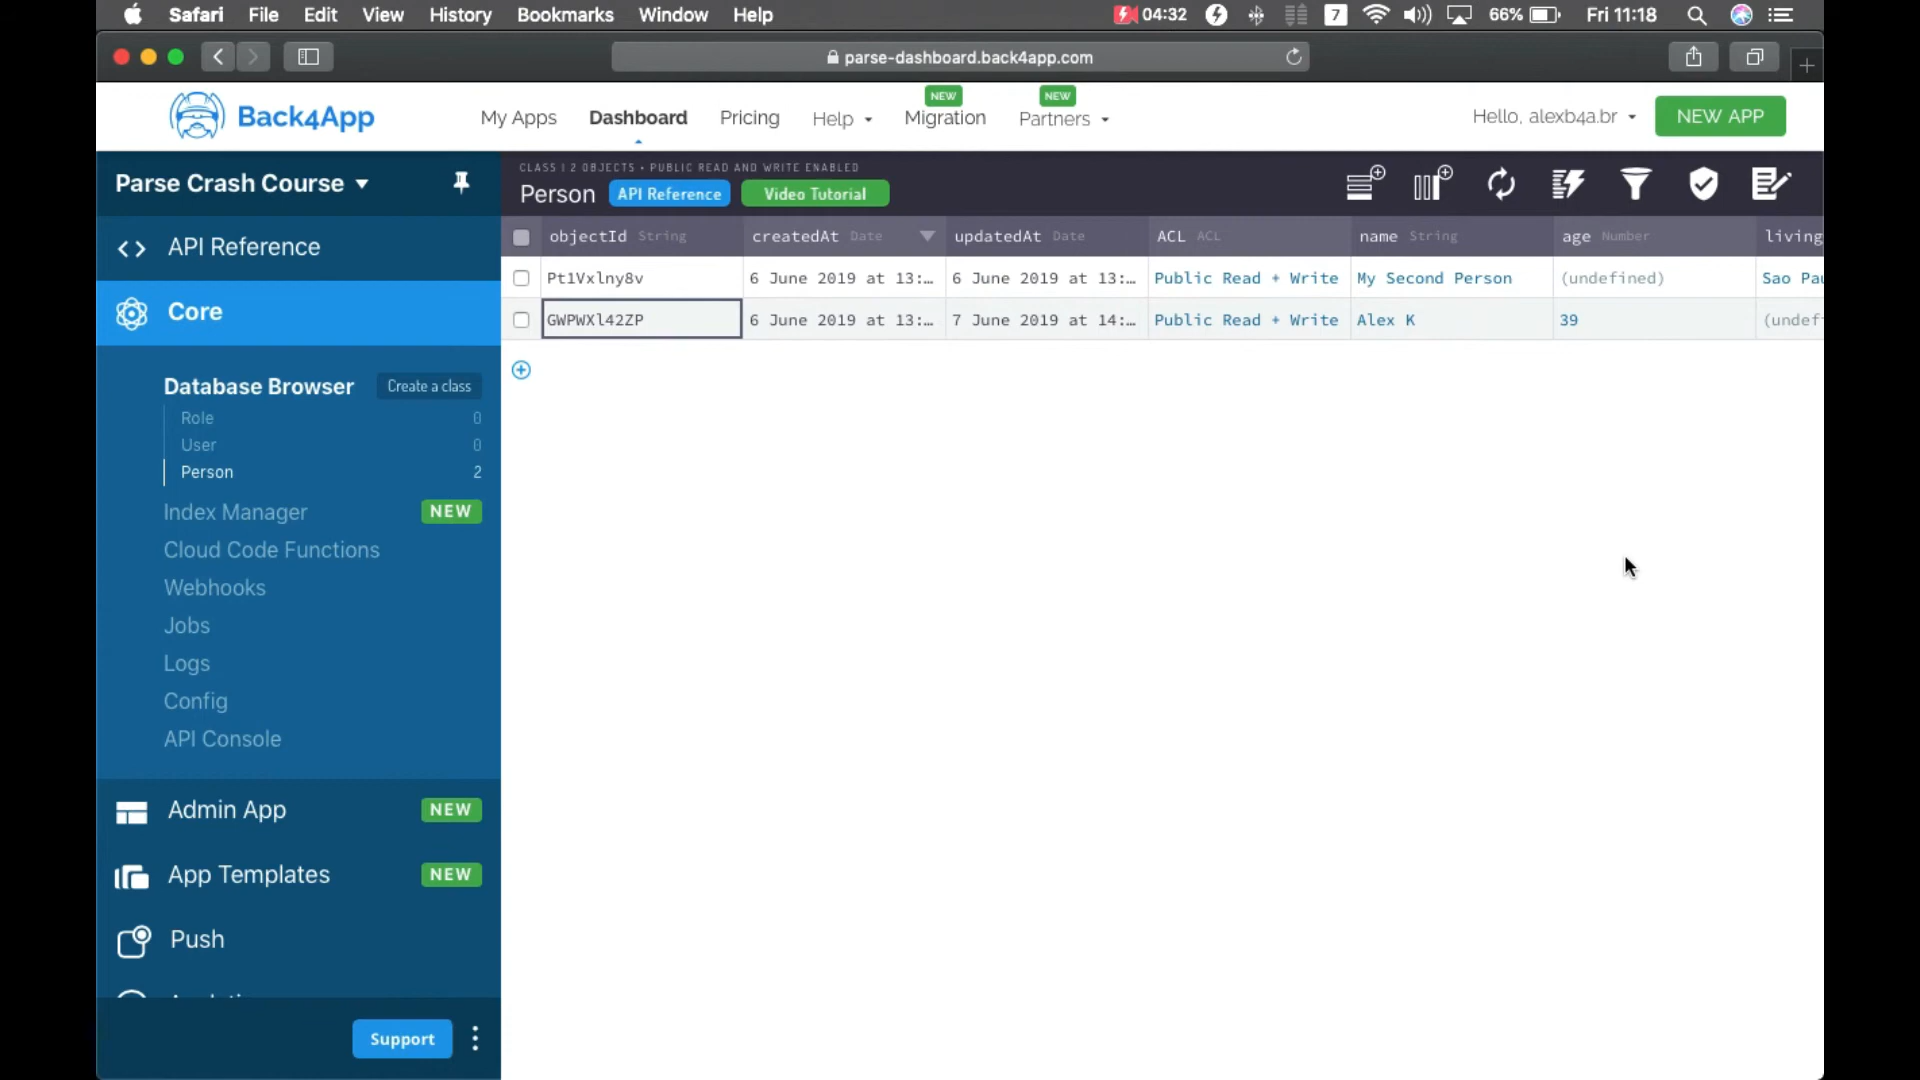 Safari File Edit View History Bookmarks Window Help 04:32 7 66% Fri 11:18
parse-dashboard.back4app.com
Back4App My Apps Dashboard Pricing Help NEW Migration NEW Partners Hello, alexb4a.br NEW APP
Parse Crash Course
CLASS | 2 OBJECTS • PUBLIC READ AND WRITE ENABLED
Person API Reference Video Tutorial
objectId String createdAt Date updatedAt Date ACL ACL name String age Number living
Pt1Vxlny8v 6 June 2019 at 13:… 6 June 2019 at 13:… Public Read + Write My Second Person (undefined) Sao Pau
GWPWXl42ZP 6 June 2019 at 13:… 7 June 2019 at 14:… Public Read + Write Alex K 39 (undef
API Reference
Core
Database Browser Create a class
Role 0
User 0
Person 2
Index Manager NEW
Cloud Code Functions
Webhooks
Jobs
Logs
Config
API Console
Admin App NEW
App Templates NEW
Push
Support